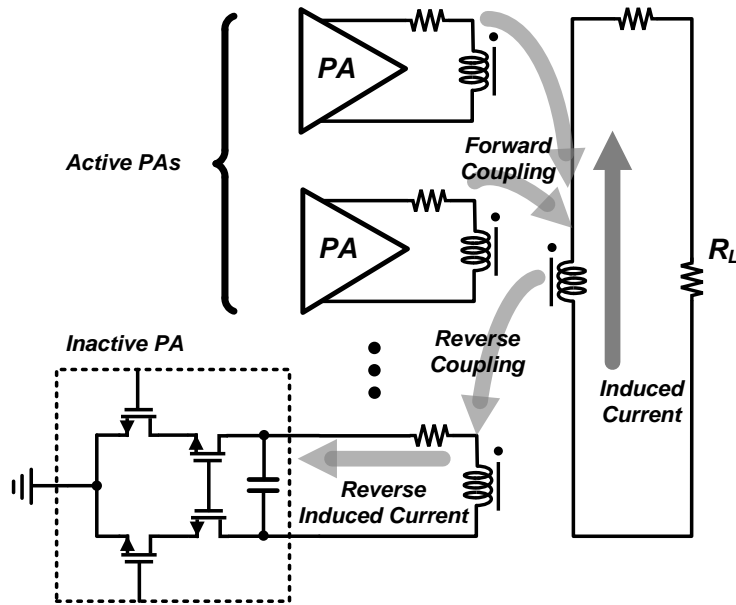 PA
Forward
Coupling
Active PAs
PA
R_L
Inactive PA
Reverse
Coupling
Induced
Current
Reverse
Induced Current